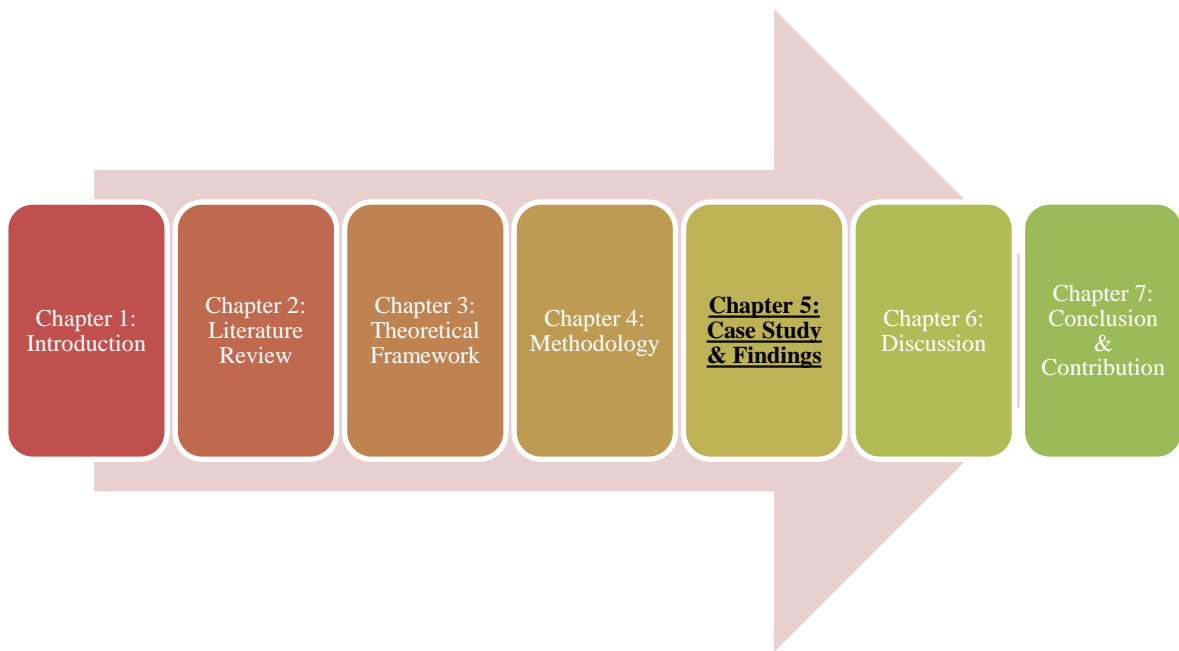 Chapter 1:
Introduction
Chapter 2:
Literature
Review
Chapter 3:
Theoretical
Framework
Chapter 4:
Methodology
Chapter 5:
Case Study
& Findings
Chapter 6:
Discussion
Chapter 7:
Conclusion
&
Contribution